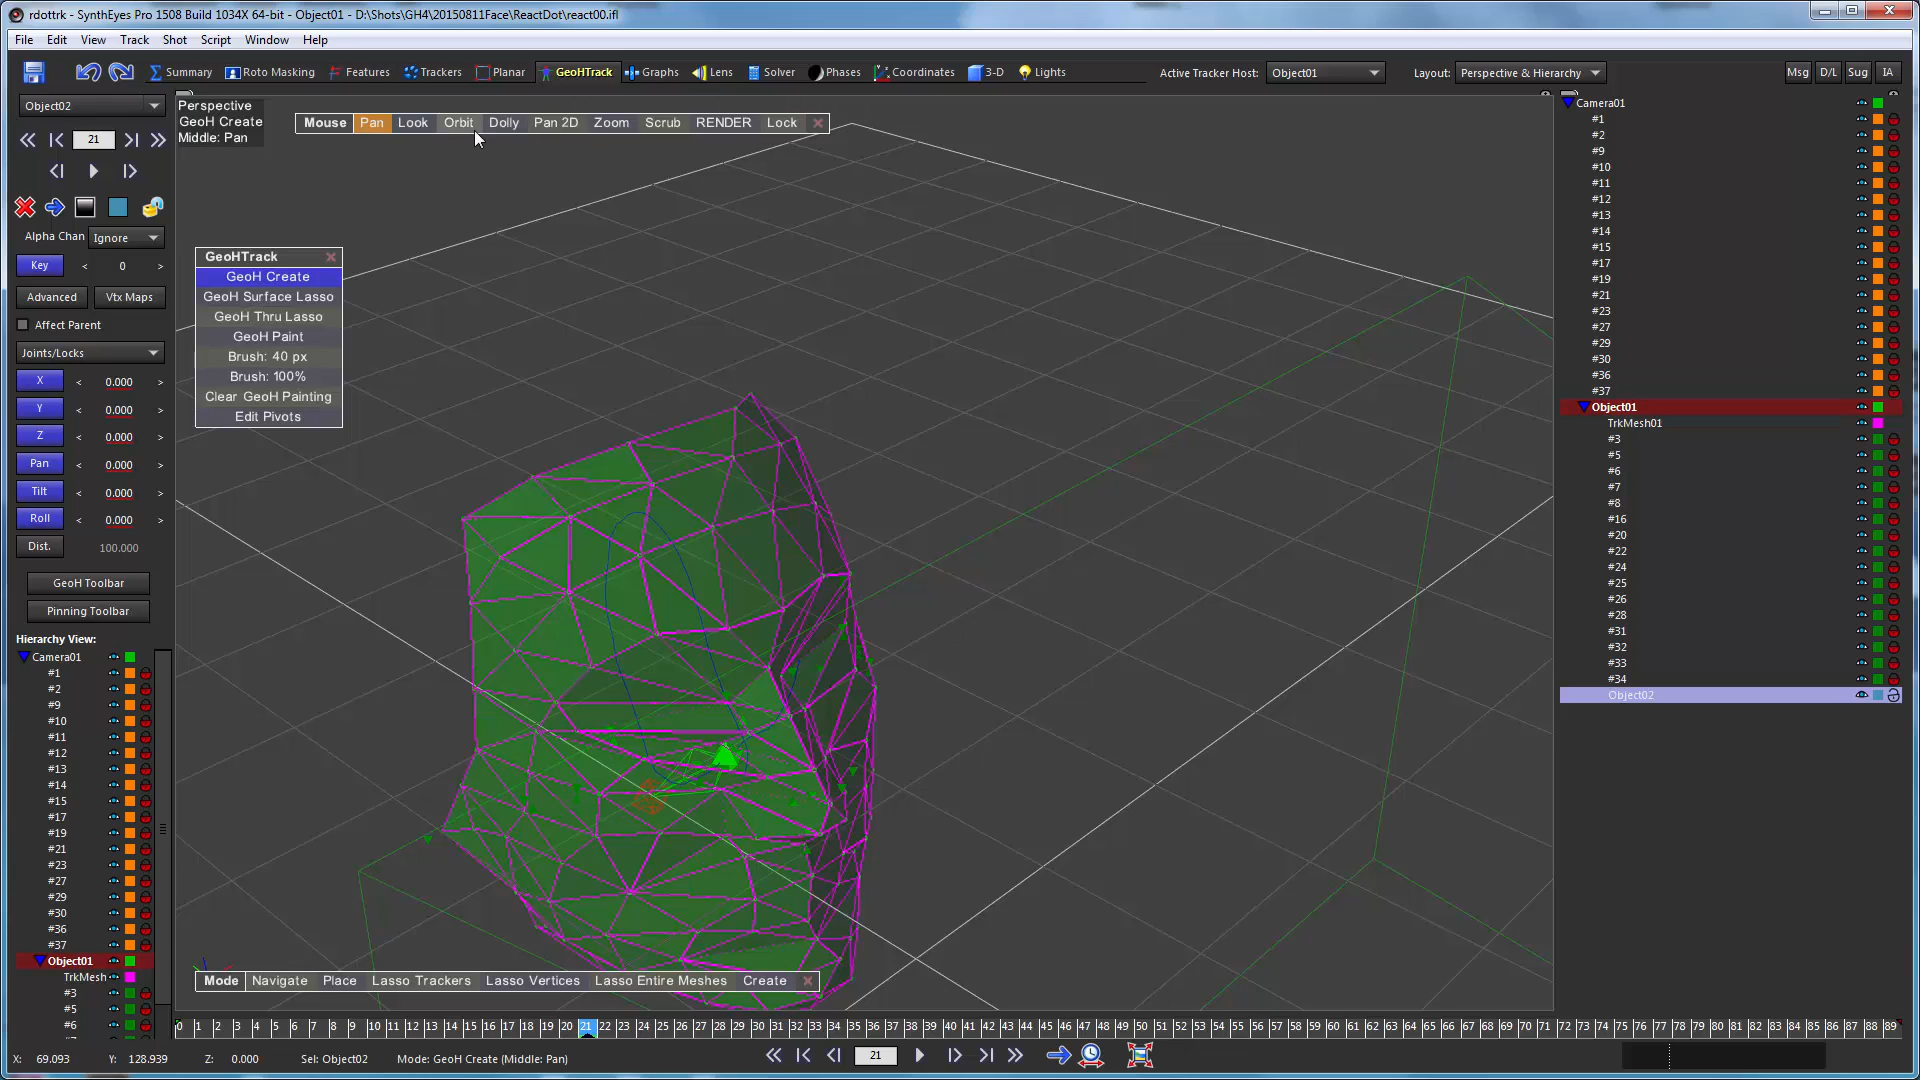 rdottrk - SynthEyes Pro 1508 Build 1034X 64-bit - Object01 - D:\Shots\GH4\20150811Face\ReactDot\react00.ifl
File Edit View Track Shot Script Window Help
Summary Roto Masking Features Trackers Planar GeoHTrack Graphs Lens Solver Phases Coordinates 3-D Lights Active Tracker Host: Object01 Layout: Perspective & Hierarchy Msg D/L Sug IA
Object02
21
Alpha Chan Ignore
Key < 0 >
Advanced Vtx Maps
Affect Parent
Joints/Locks
X < 0.000 >
Y < 0.000 >
Z < 0.000 >
Pan < 0.000 >
Tilt < 0.000 >
Roll < 0.000 >
Dist. 100.000
GeoH Toolbar
Pinning Toolbar
Hierarchy View:
Camera01
#1
#2
#9
#10
#11
#12
#13
#14
#15
#17
#19
#21
#23
#27
#29
#30
#36
#37
Object01
TrkMesh
#3
#5
#6
Perspective
GeoH Create
Middle: Pan
Mouse Pan Look Orbit Dolly Pan 2D Zoom Scrub RENDER Lock
GeoHTrack
GeoH Create
GeoH Surface Lasso
GeoH Thru Lasso
GeoH Paint
Brush: 40 px
Brush: 100%
Clear GeoH Painting
Edit Pivots
Mode Navigate Place Lasso Trackers Lasso Vertices Lasso Entire Meshes Create
Camera01
#1
#2
#9
#10
#11
#12
#13
#14
#15
#17
#19
#21
#23
#27
#29
#30
#36
#37
Object01
TrkMesh01
#3
#5
#6
#7
#8
#16
#20
#22
#24
#25
#26
#28
#31
#32
#33
#34
Object02
0 1 2 3 4 5 6 7 8 9 10 11 12 13 14 15 16 17 18 19 20 21 22 23 24 25 26 27 28 29 30 31 32 33 34 35 36 37 38 39 40 41 42 43 44 45 46 47 48 49 50 51 52 53 54 55 56 57 58 59 60 61 62 63 64 65 66 67 68 69 70 71 72 73 74 75 76 77 78 79 80 81 82 83 84 85 86 87 88 89
X: 69.093 Y: 128.939 Z: 0.000 Sel: Object02 Mode: GeoH Create (Middle: Pan) 21